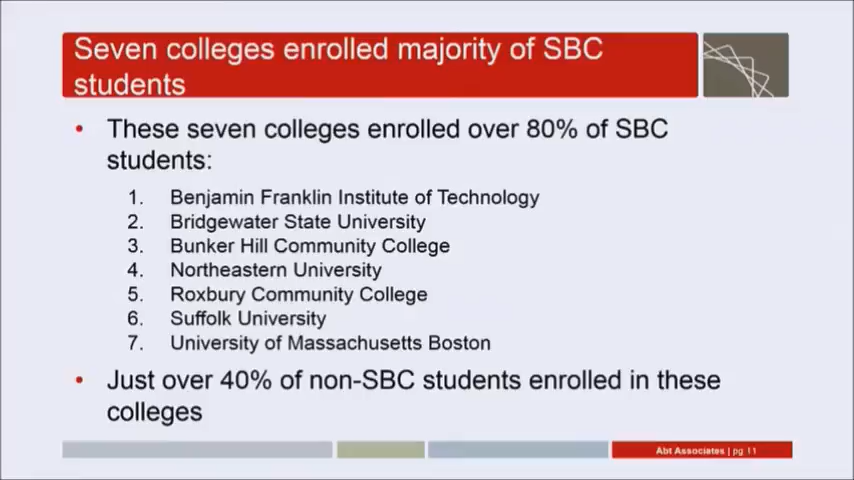 Seven colleges enrolled majority of SBC
students
• These seven colleges enrolled over 80% of SBC
students:
1. Benjamin Franklin Institute of Technology
2. Bridgewater State University
3. Bunker Hill Community College
4. Northeastern University
5. Roxbury Community College
6. Suffolk University
7. University of Massachusetts Boston
• Just over 40% of non-SBC students enrolled in these
colleges
Abt Associates | pg 11